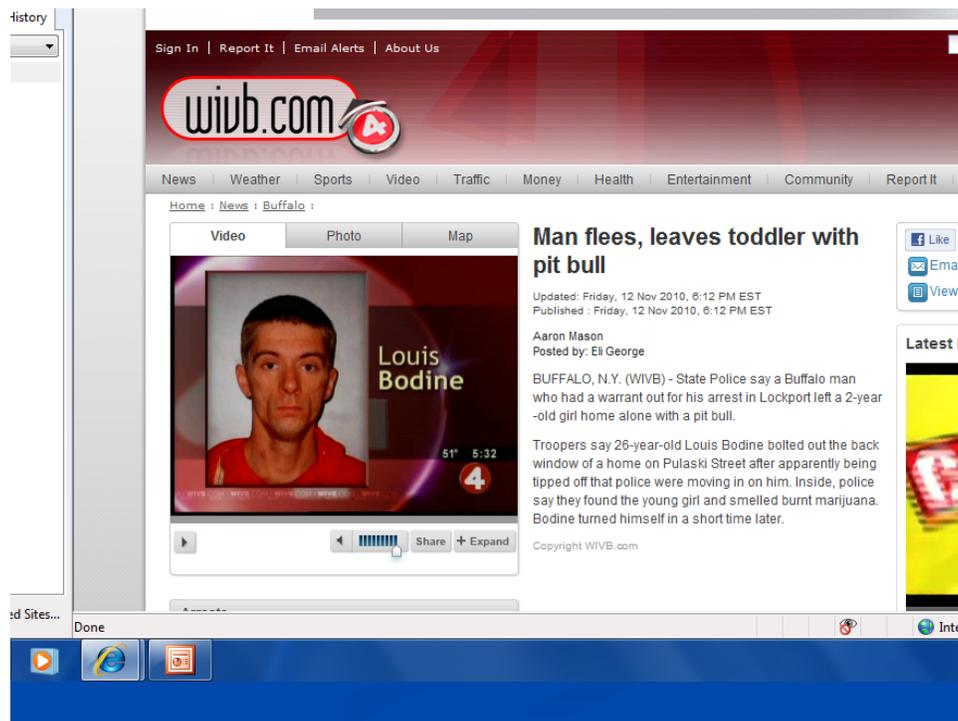 History
Sign In | Report It | Email Alerts | About Us
wivb.com 4
News | Weather | Sports | Video | Traffic | Money | Health | Entertainment | Community | Report It
Home : News : Buffalo :
Video Photo Map
Louis
Bodine
51° 5:32
4
Share + Expand
Man flees, leaves toddler with
pit bull
Updated: Friday, 12 Nov 2010, 6:12 PM EST
Published : Friday, 12 Nov 2010, 6:12 PM EST
Aaron Mason
Posted by: Eli George
BUFFALO, N.Y. (WIVB) - State Police say a Buffalo man
who had a warrant out for his arrest in Lockport left a 2-year
-old girl home alone with a pit bull.
Troopers say 26-year-old Louis Bodine bolted out the back
window of a home on Pulaski Street after apparently being
tipped off that police were moving in on him. Inside, police
say they found the young girl and smelled burnt marijuana.
Bodine turned himself in a short time later.
Copyright WIVB.com
Like
Ema
View
Latest
ed Sites...
Done
Inte